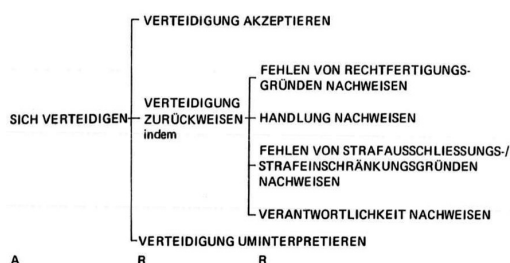 VERTEIDIGUNG AKZEPTIEREN
SICH VERTEIDIGEN
VERTEIDIGUNG
ZURÜCKWEISEN
indem
FEHLEN VON RECHTFERTIGUNGS-
GRÜNDEN NACHWEISEN
HANDLUNG NACHWEISEN
FEHLEN VON STRAFAUSSCHLIESSUNGS-/
STRAFEINSCHRÄNKUNGSGRÜNDEN
NACHWEISEN
VERANTWORTLICHKEIT NACHWEISEN
VERTEIDIGUNG UMINTERPRETIEREN
A R R